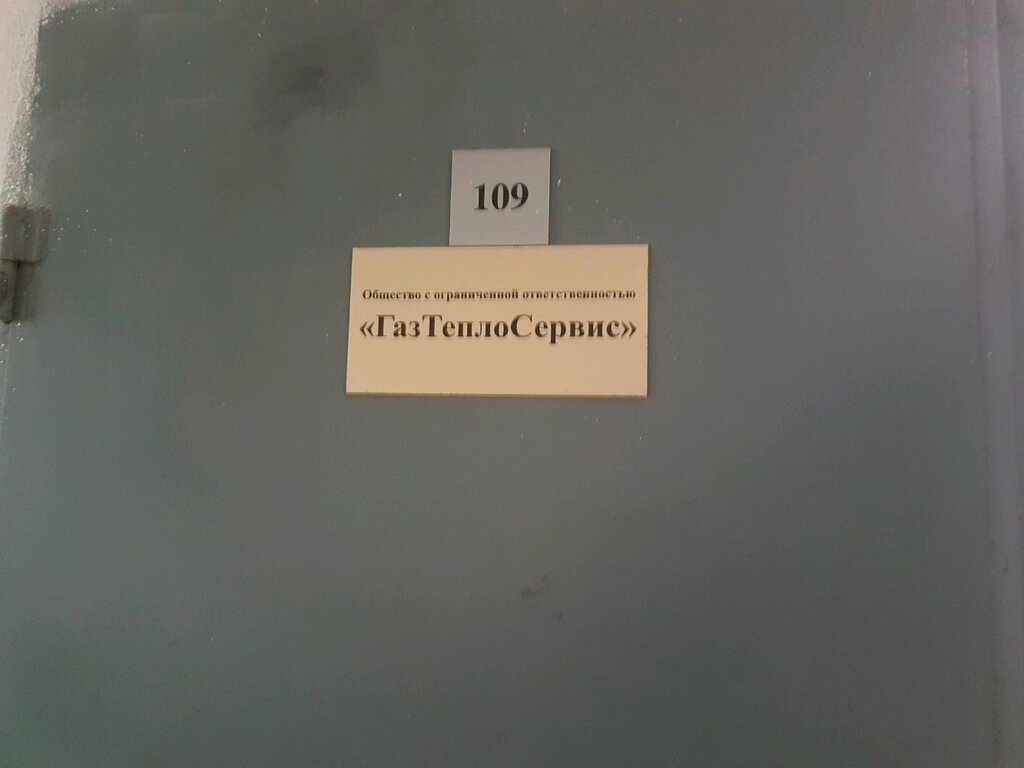 109
Общество с ограниченной ответственностью
«ГазТеплоСервис»